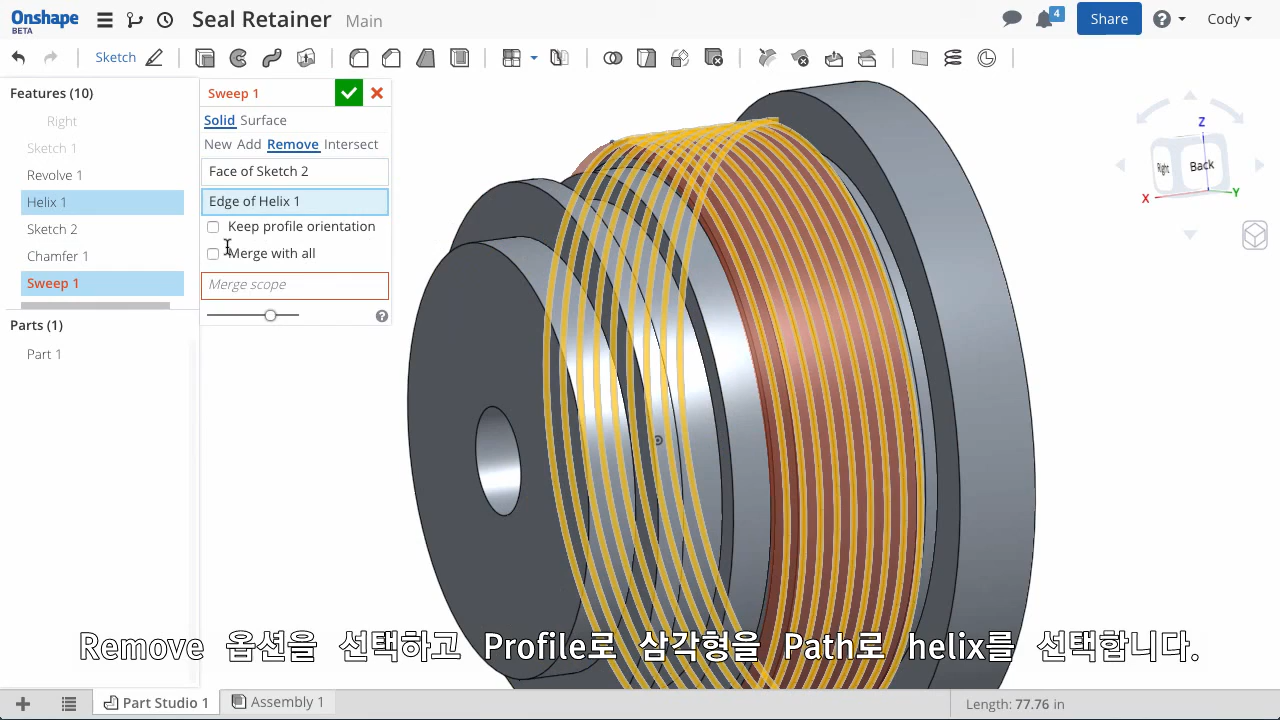 Onshape
BETA
Seal Retainer Main
4
Share
Cody
Sketch
Features (10)
Right
Sketch 1
Revolve 1
Helix 1
Sketch 2
Chamfer 1
Sweep 1
Parts (1)
Part 1
Sweep 1
Solid Surface
New Add Remove Intersect
Face of Sketch 2
Edge of Helix 1
Keep profile orientation
Merge with all
Merge scope
Z
Right
Back
X
Y
Remove 옵션을 선택하고 Profile로 삼각형을 Path로 helix를 선택합니다.
Part Studio 1
Assembly 1
Length: 77.76 in